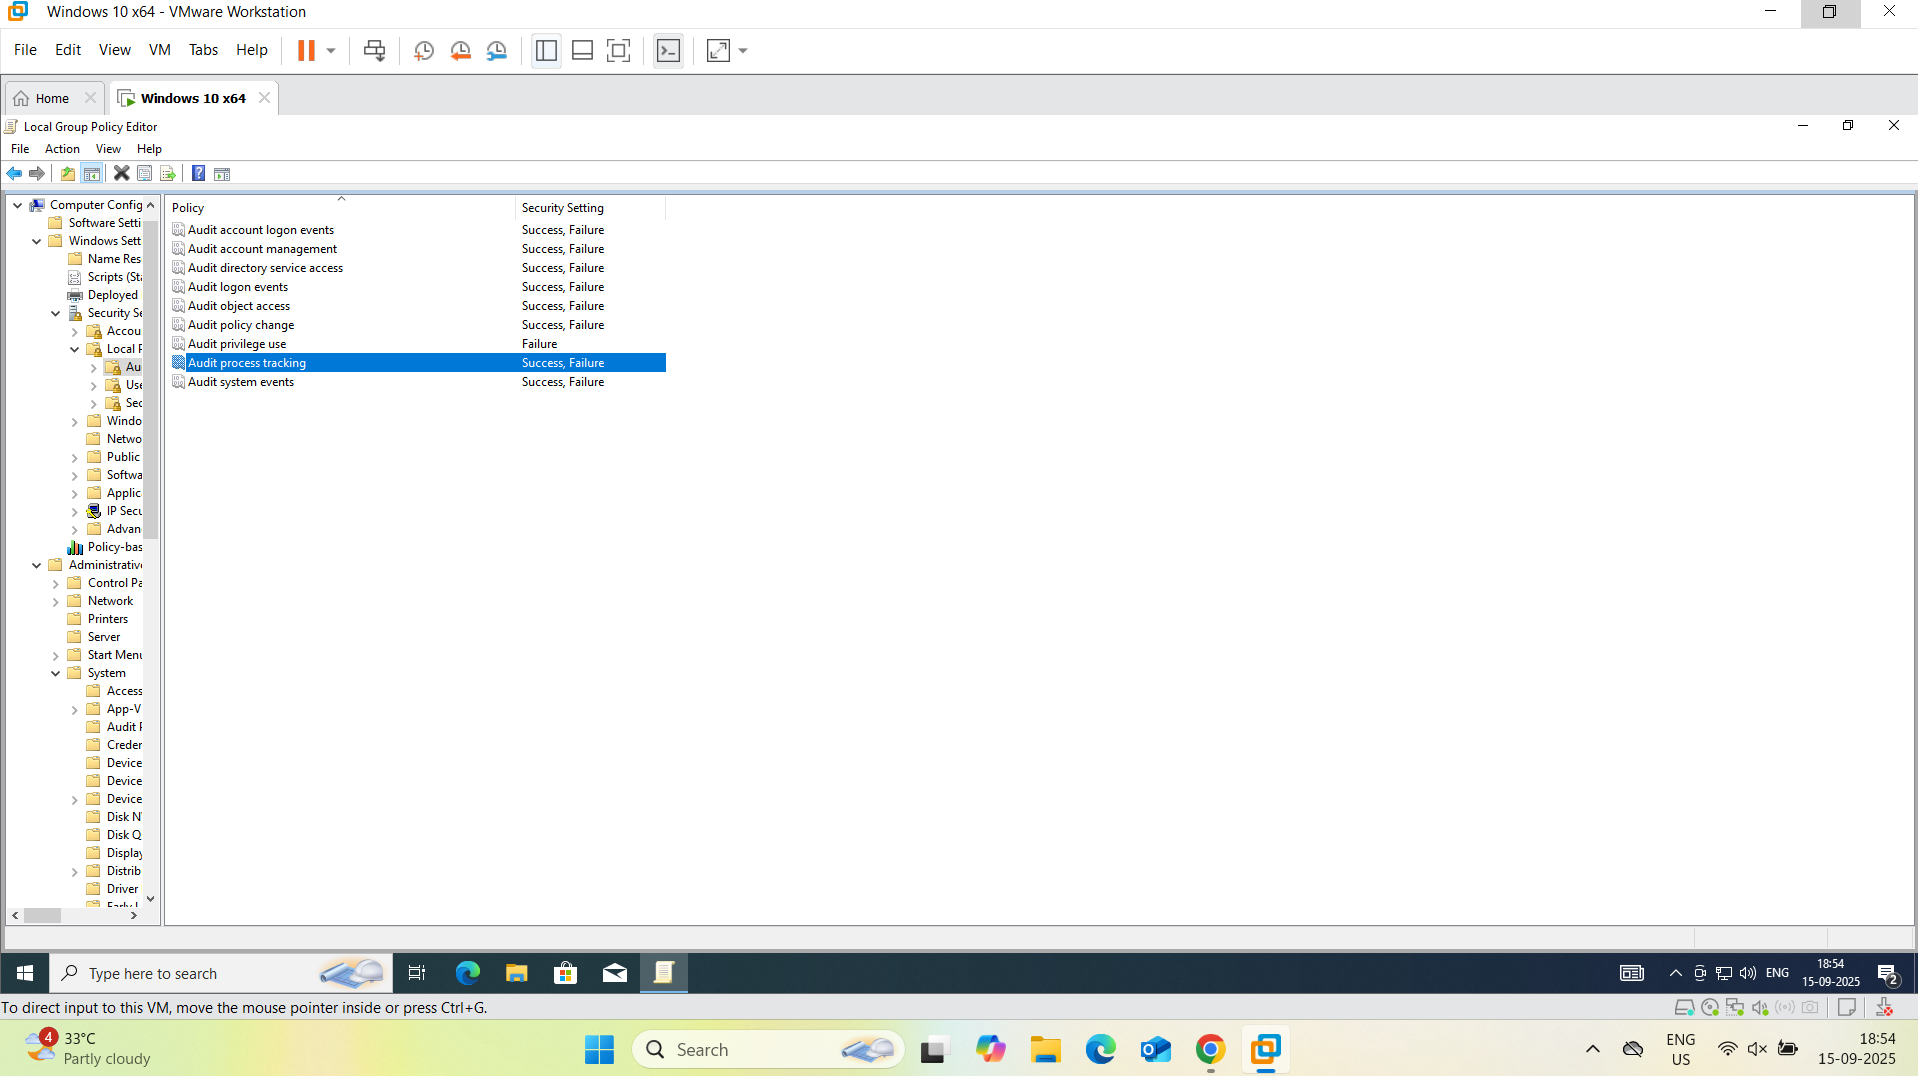 Windows 10 x64 - VMware Workstation
File Edit View VM Tabs Help
Home Windows 10 x64
Local Group Policy Editor
File Action View Help
Computer Config
Software Setti
Windows Sett
Name Res
Scripts (Sta
Deployed
Security Se
Accou
Local P
Au
Use
Sec
Windo
Netwo
Public
Softwa
Applic
IP Secu
Advan
Policy-bas
Administrative
Control Pa
Network
Printers
Server
Start Menu
System
Access
App-V
Audit P
Creden
Device
Device
Device
Disk N
Disk Q
Display
Distrib
Driver
Early L
Policy Security Setting
Audit account logon events Success, Failure
Audit account management Success, Failure
Audit directory service access Success, Failure
Audit logon events Success, Failure
Audit object access Success, Failure
Audit policy change Success, Failure
Audit privilege use Failure
Audit process tracking Success, Failure
Audit system events Success, Failure
Type here to search
ENG
18:54
15-09-2025
2
To direct input to this VM, move the mouse pointer inside or press Ctrl+G.
4
33°C
Partly cloudy
Search
ENG
US
18:54
15-09-2025